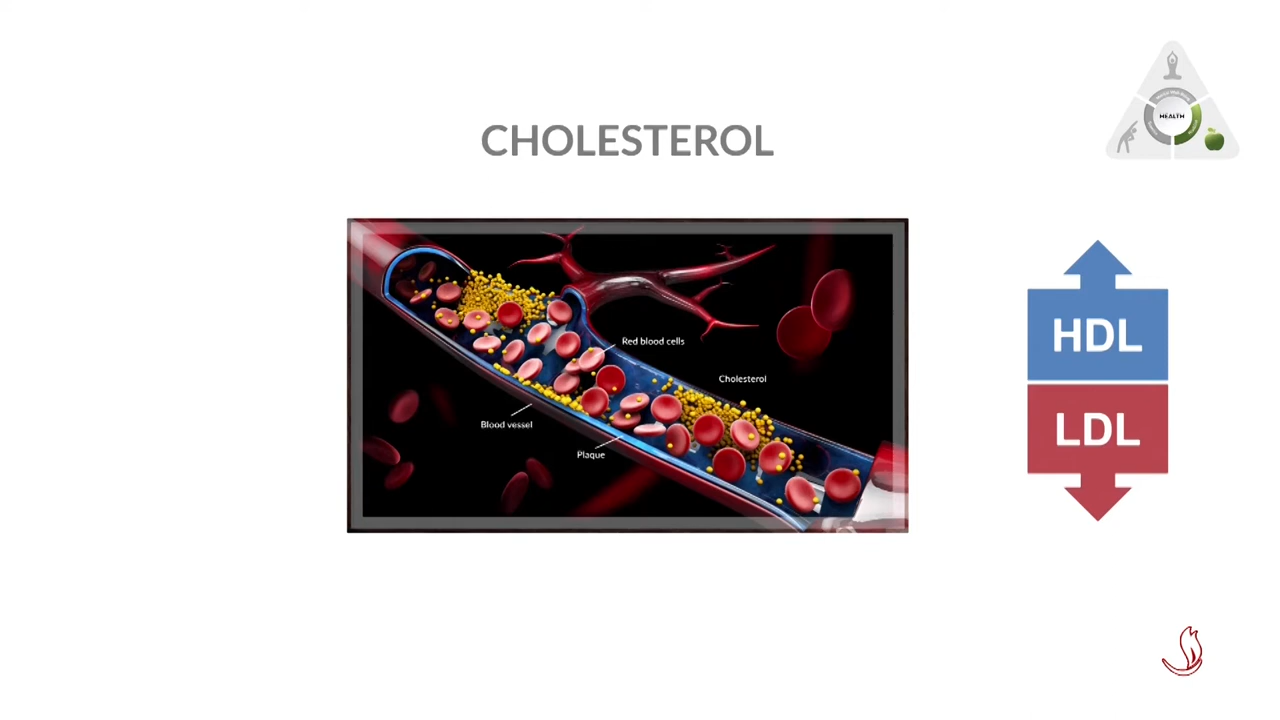 CHOLESTEROL
HEALTH
Red blood cells
Cholesterol
Blood vessel
Plaque
HDL
LDL